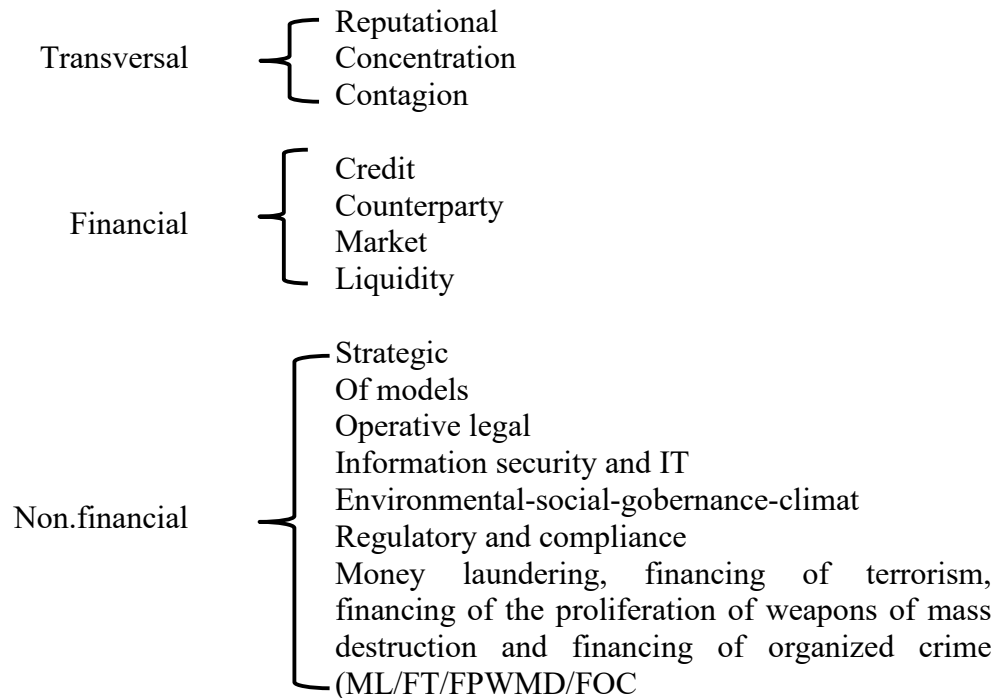 Transversal
Reputational
Concentration
Contagion
Financial
Credit
Counterparty
Market
Liquidity
Non.financial
Strategic
Of models
Operative legal
Information security and IT
Environmental-social-gobernance-climat
Regulatory and compliance
Money laundering, financing of terrorism,
financing of the proliferation of weapons of mass
destruction and financing of organized crime
(ML/FT/FPWMD/FOC